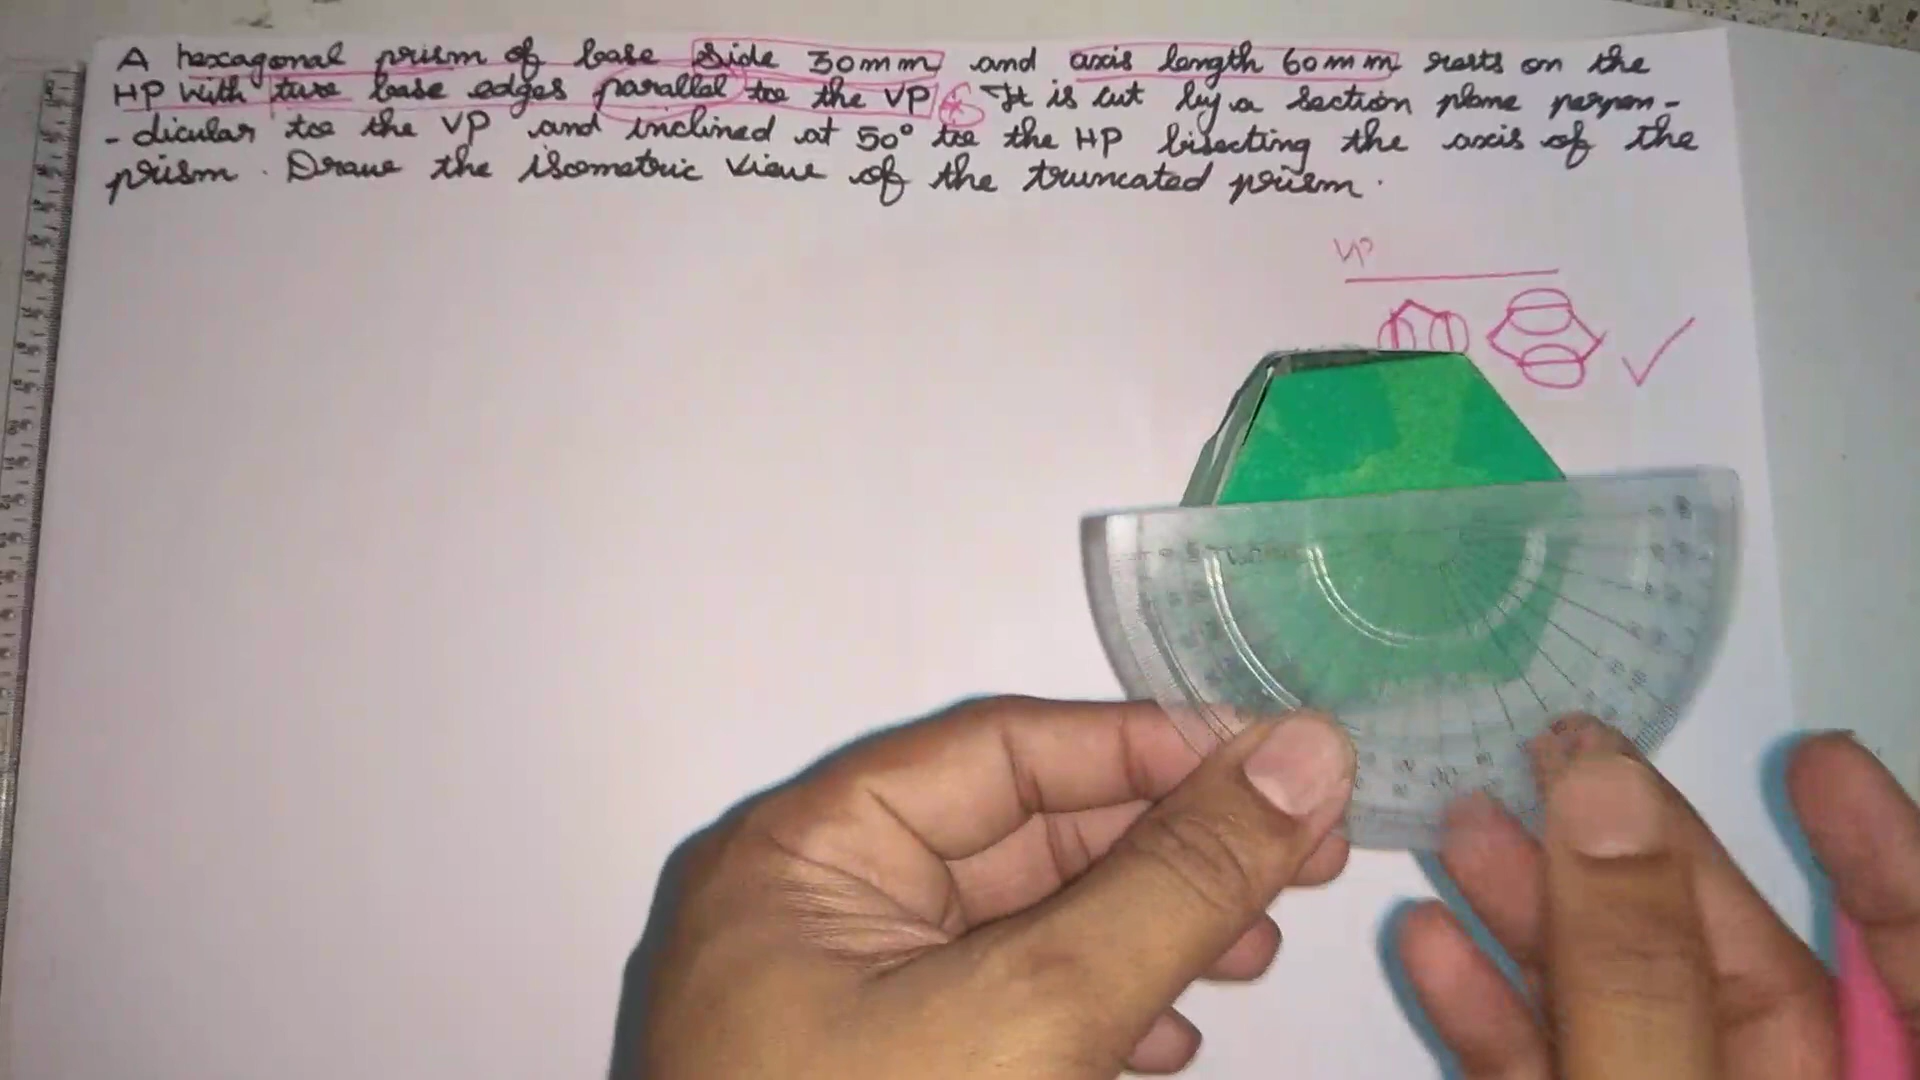 A hexagonal prism of base side 30mm and axis length 60mm rests on the
HP with two base edges parallel to the VP. It is cut by a section plane perpen-
-dicular to the VP and inclined at 50° to the HP bisecting the axis of the
prism. Draw the isometric view of the truncated prism.
VP